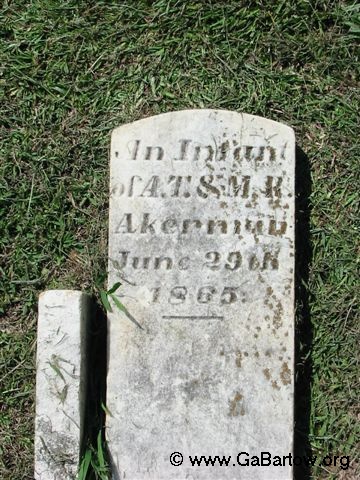 An Infant
of A.T. & M.R.
Akerman
June 29th
1865.
© www.GaBartow.org